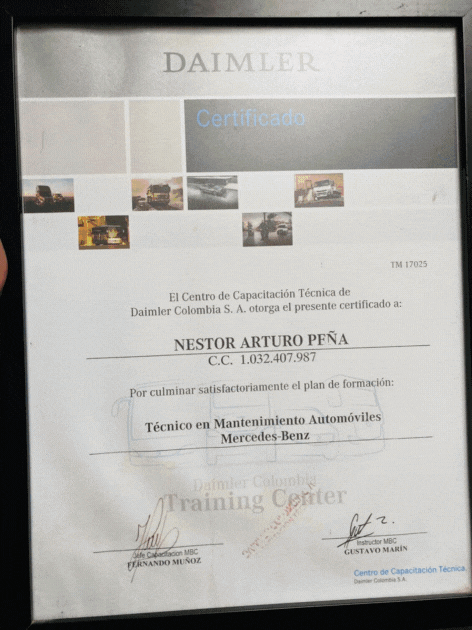 DAIMLER
Certificado
TM 17025
El Centro de Capacitación Técnica de
Daimler Colombia S. A. otorga el presente certificado a:
NESTOR ARTURO PEÑA
C.C. 1.032.407.987
Por culminar satisfactoriamente el plan de formación:
Técnico en Mantenimiento Automóviles
Mercedes-Benz
Daimler Colombia
Training Center
Jefe Capacitacion MBC
FERNANDO MUÑOZ
Instructor MBC
GUSTAVO MARÍN
Centro de Capacitación Técnica
Daimler Colombia S.A.